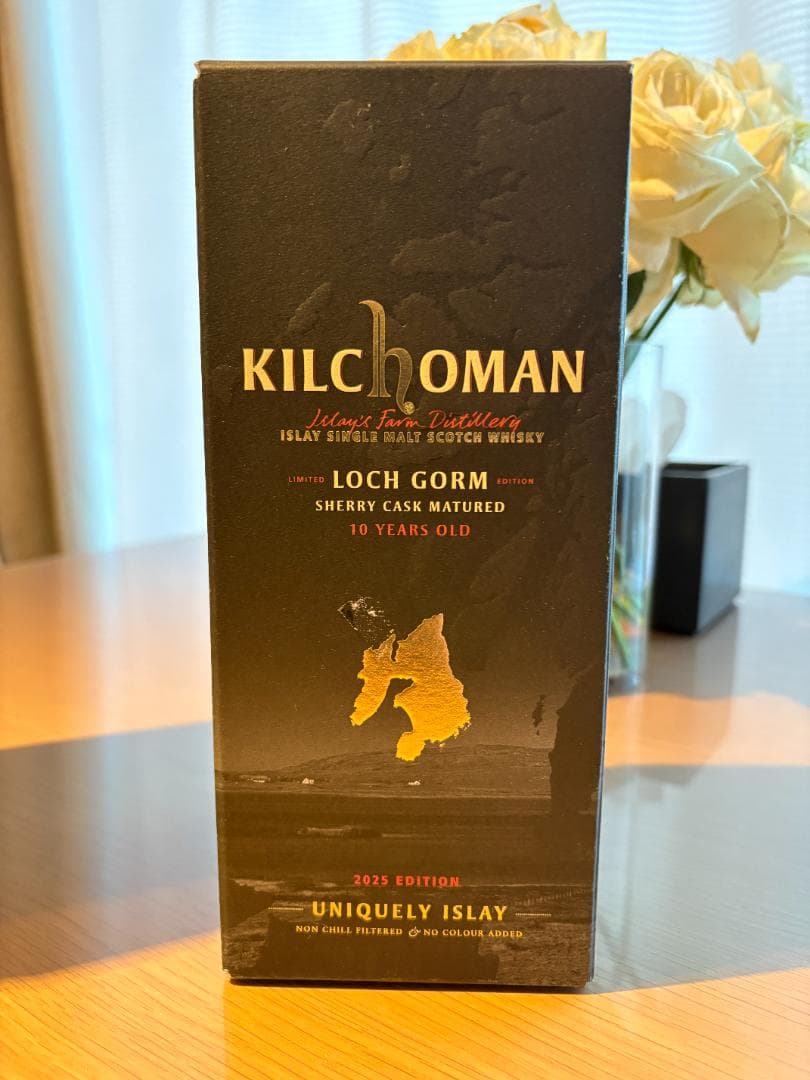 KILCHOMAN
Islay's Farm Distillery
ISLAY SINGLE MALT SCOTCH WHISKY
LIMITED LOCH GORM EDITION
SHERRY CASK MATURED
10 YEARS OLD
2025 EDITION
UNIQUELY ISLAY
NON CHILL FILTERED & NO COLOUR ADDED